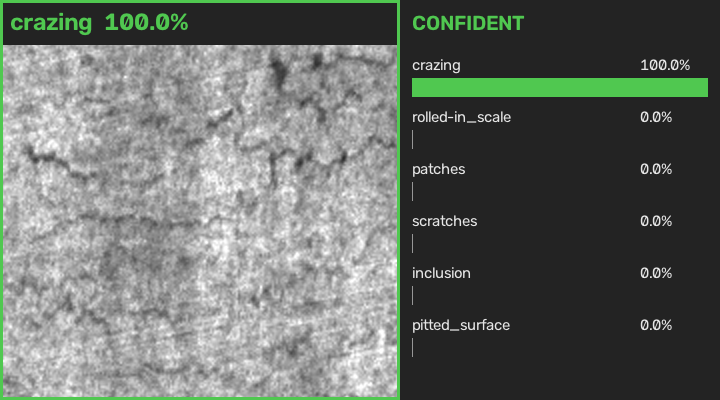 crazing 100.0%
CONFIDENT
crazing 100.0%
rolled-in_scale 0.0%
patches 0.0%
scratches 0.0%
inclusion 0.0%
pitted_surface 0.0%